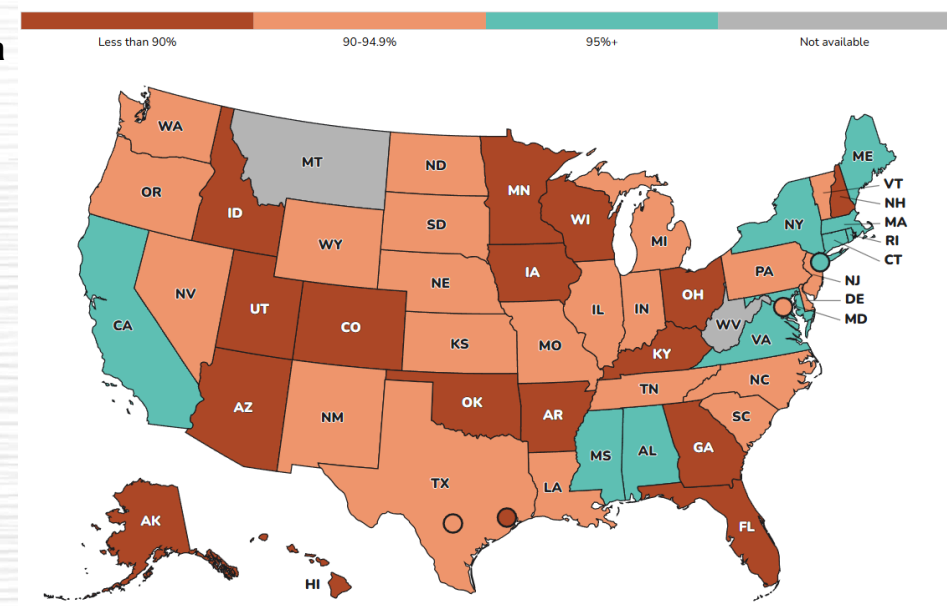 a
Less than 90% 90-94.9% 95%+ Not available
WA
ME
MT
ND
VT
OR
MN
NH
ID
WI
NY
MA
SD
RI
WY
MI
CT
IA
PA
NE
NJ
NV
OH
DE
UT
IL
IN
MD
CO
WV
CA
VA
KS
MO
KY
NC
TN
OK
AZ
AR
SC
NM
GA
MS
AL
TX
LA
AK
FL
HI